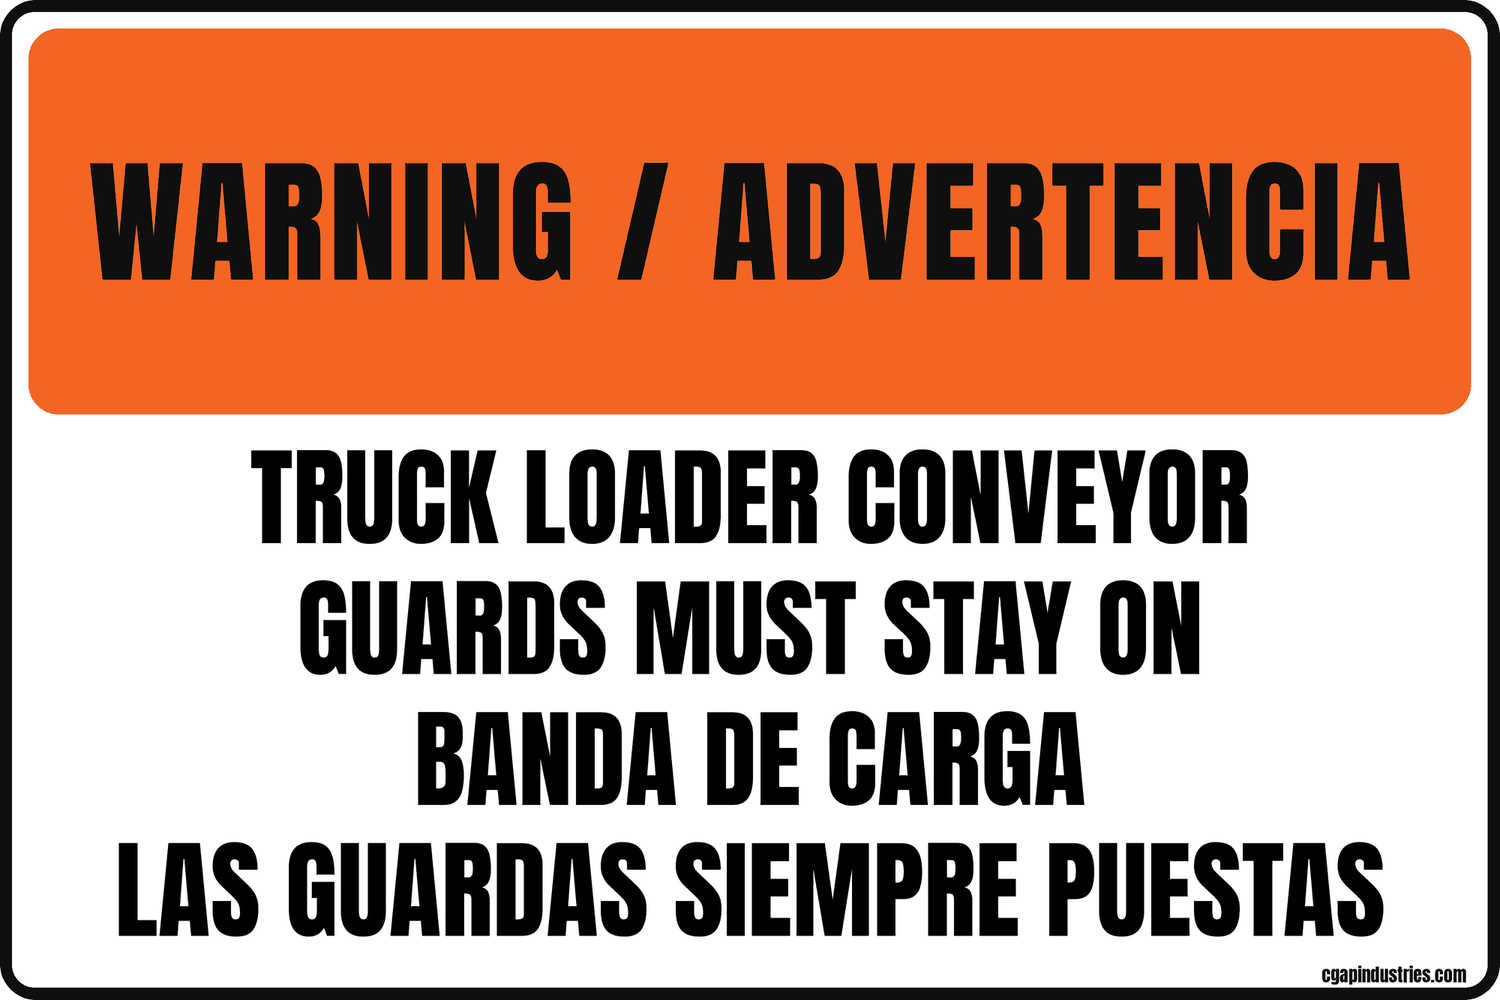 WARNING / ADVERTENCIA
TRUCK LOADER CONVEYOR
GUARDS MUST STAY ON
BANDA DE CARGA
LAS GUARDAS SIEMPRE PUESTAS
cgapindustries.com